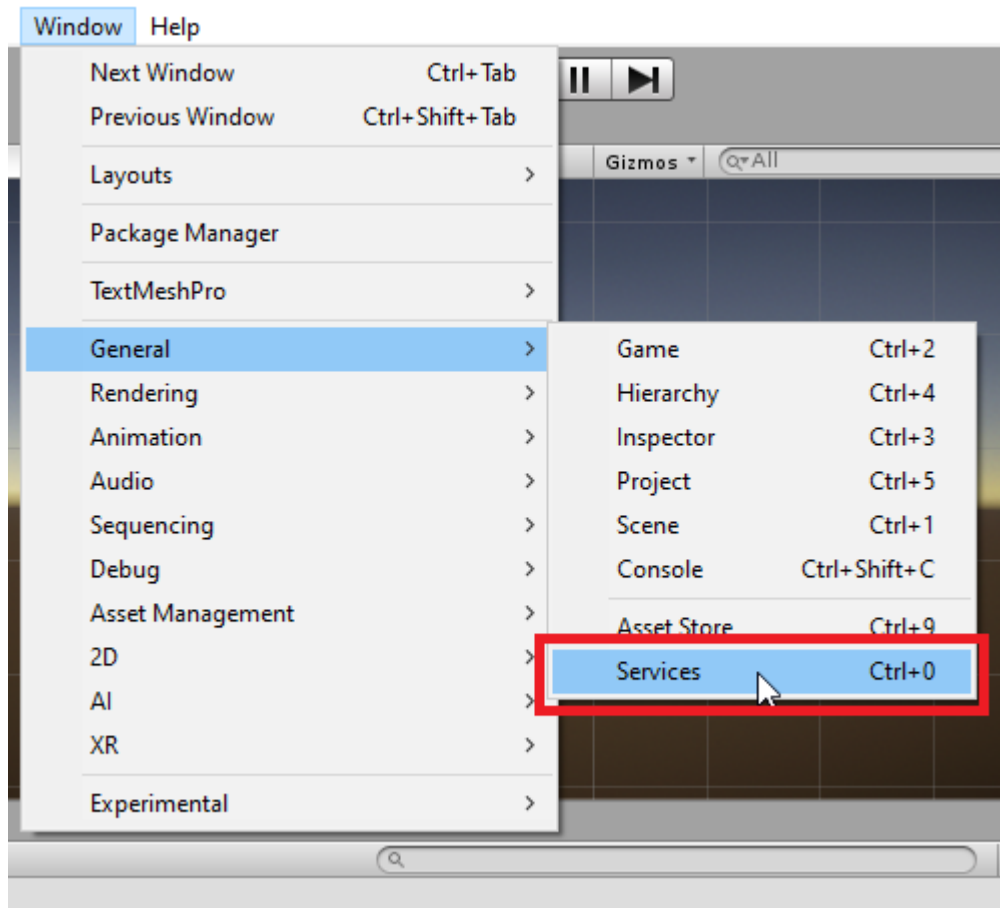 Window Help
Next Window Ctrl+Tab
Previous Window Ctrl+Shift+Tab
Gizmos All
Layouts
Package Manager
TextMeshPro
General
Rendering
Animation
Audio
Sequencing
Debug
Asset Management
2D
AI
XR
Experimental
Game Ctrl+2
Hierarchy Ctrl+4
Inspector Ctrl+3
Project Ctrl+5
Scene Ctrl+1
Console Ctrl+Shift+C
Asset Store Ctrl+9
Services Ctrl+0